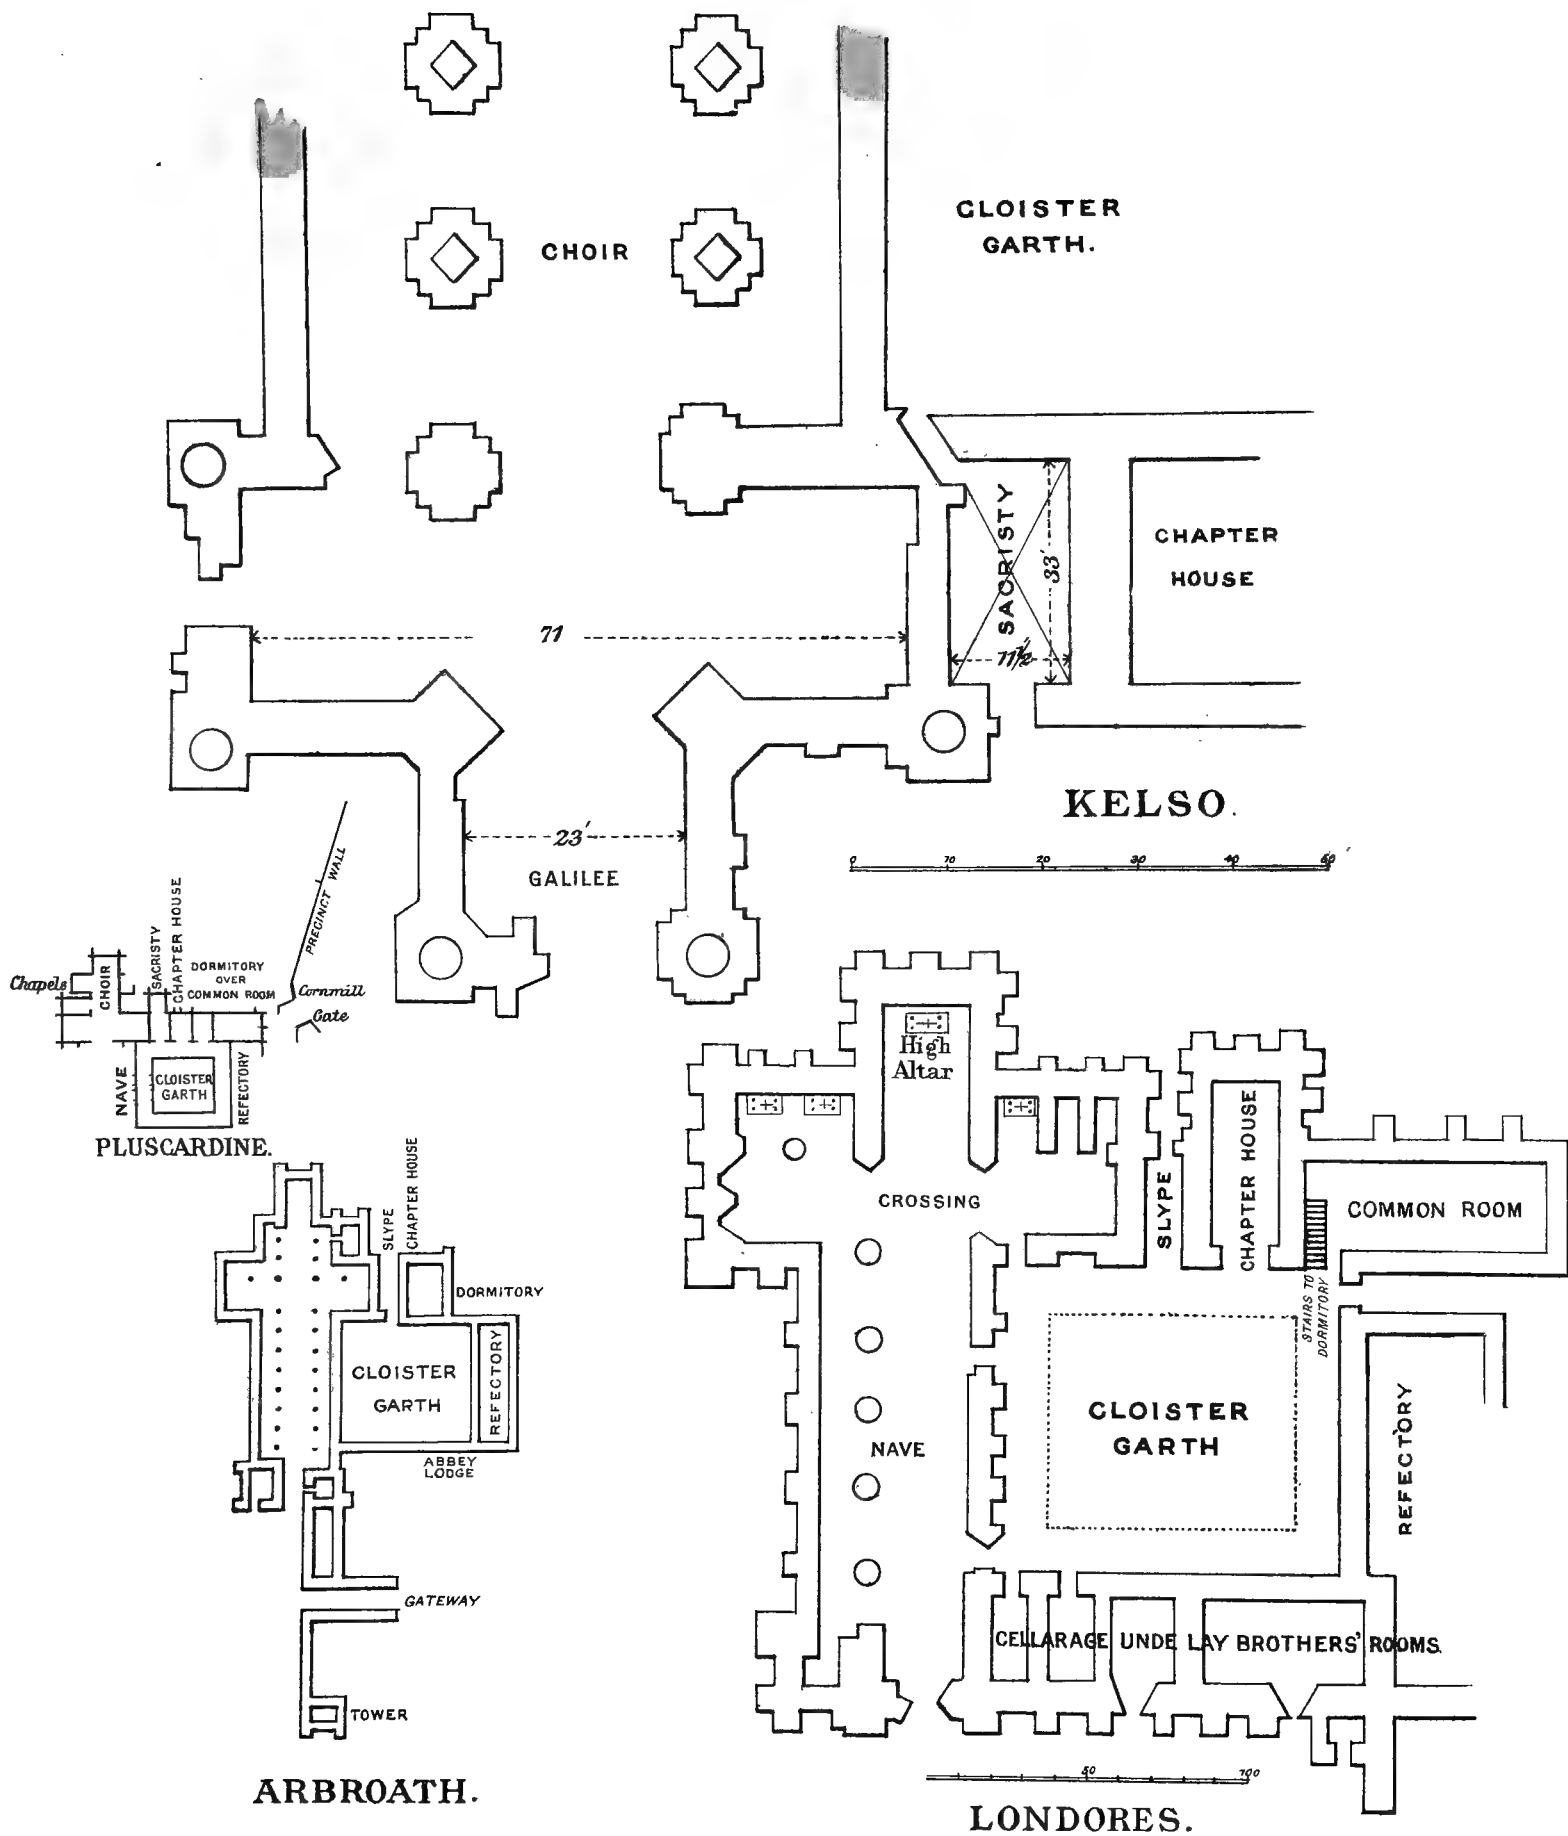 CHOIR
CLOISTER
GARTH.
SACRISTY
33'
11½
CHAPTER
HOUSE
71
23'
GALILEE
KELSO.
0 10 20 30 40 50
PRECINCT WALL
Chapels
CHOIR
SACRISTY
CHAPTER HOUSE
DORMITORY
OVER
COMMON ROOM
Cornmill
Gate
NAVE
CLOISTER
GARTH
REFECTORY
PLUSCARDINE.
SLYPE
CHAPTER HOUSE
DORMITORY
CLOISTER
GARTH
REFECTORY
ABBEY
LODGE
GATEWAY
TOWER
ARBROATH.
High
Altar
CROSSING
SLYPE
CHAPTER HOUSE
COMMON ROOM
STAIRS TO
DORMITORY
CLOISTER
GARTH
NAVE
REFECTORY
CELLARAGE UNDE LAY BROTHERS' ROOMS.
50 100
LONDORES.